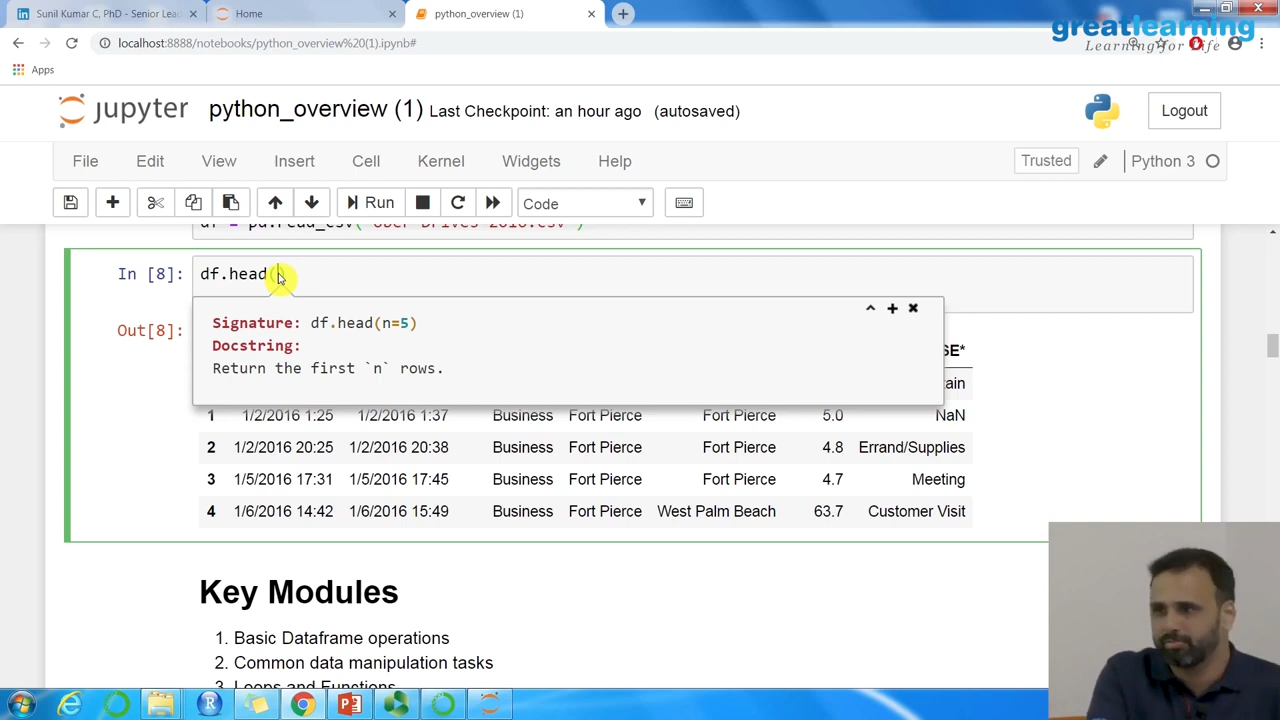 Sunil Kumar C, PhD - Senior Lead
Home
python_overview (1)
localhost:8888/notebooks/python_overview%20(1).ipynb#
greatlearning
Learning for Life
Apps
jupyter
python_overview (1) Last Checkpoint: an hour ago (autosaved)
Logout
File Edit View Insert Cell Kernel Widgets Help
Trusted
Python 3
Run
Code
In [8]: df.head()
Signature: df.head(n=5)
Docstring:
Return the first `n` rows.
Out[8]:
1 1/2/2016 1:25 1/2/2016 1:37 Business Fort Pierce Fort Pierce 5.0 NaN
2 1/2/2016 20:25 1/2/2016 20:38 Business Fort Pierce Fort Pierce 4.8 Errand/Supplies
3 1/5/2016 17:31 1/5/2016 17:45 Business Fort Pierce Fort Pierce 4.7 Meeting
4 1/6/2016 14:42 1/6/2016 15:49 Business Fort Pierce West Palm Beach 63.7 Customer Visit
Key Modules
1. Basic Dataframe operations
2. Common data manipulation tasks
3. Loops and Functions